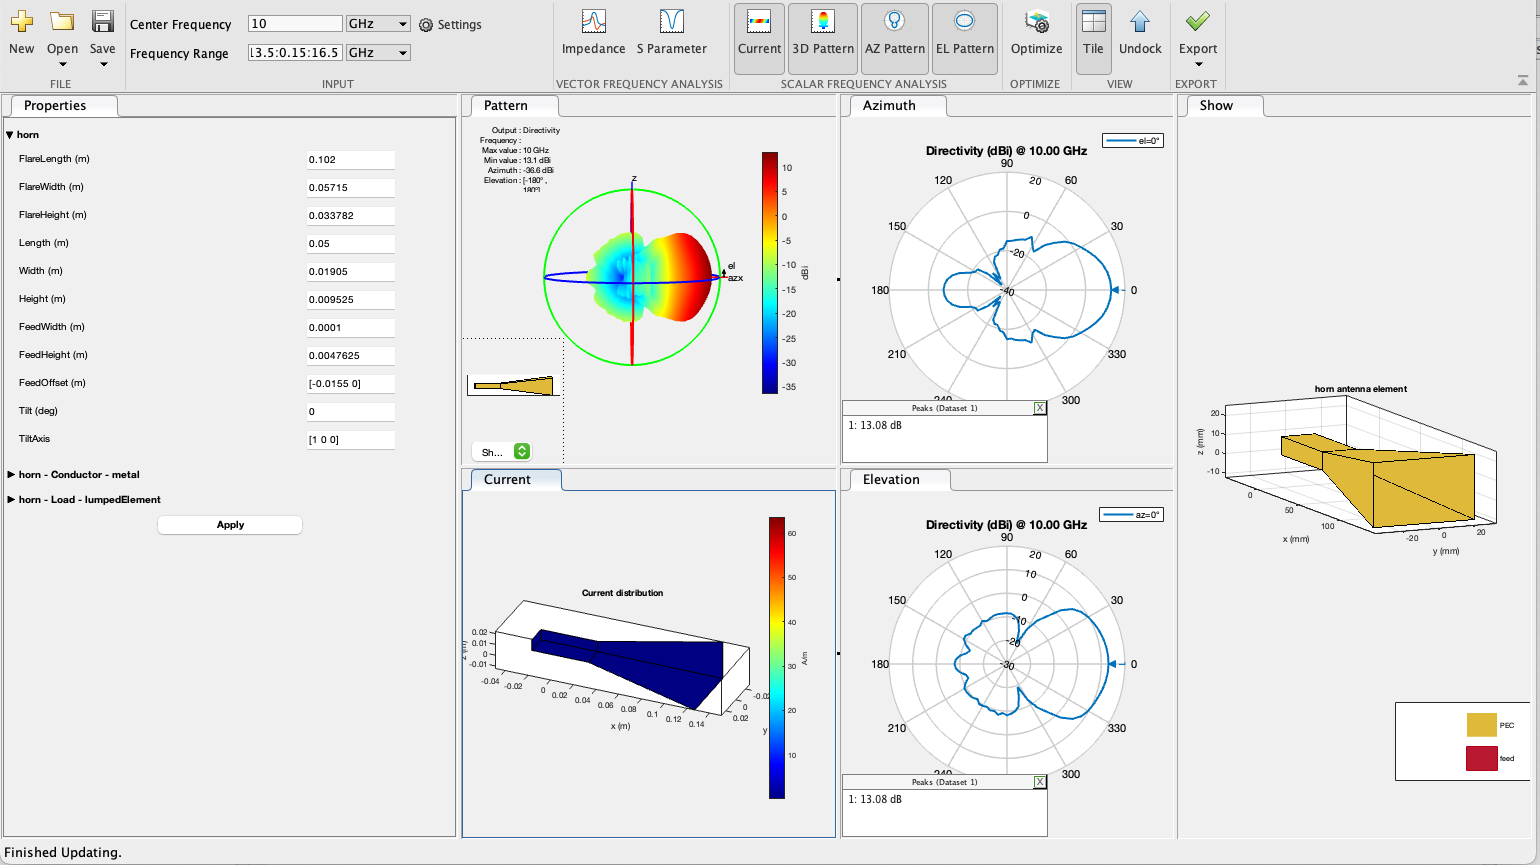 New
Open
Save
FILE
Center Frequency 10 GHz Settings
Frequency Range 13.5:0.15:16.5 GHz
INPUT
Impedance
S Parameter
VECTOR FREQUENCY ANALYSIS
Current
3D Pattern
AZ Pattern
EL Pattern
SCALAR FREQUENCY ANALYSIS
Optimize
OPTIMIZE
Tile
Undock
VIEW
Export
EXPORT
Properties
horn
FlareLength (m) 0.102
FlareWidth (m) 0.05715
FlareHeight (m) 0.033782
Length (m) 0.05
Width (m) 0.01905
Height (m) 0.009525
FeedWidth (m) 0.0001
FeedHeight (m) 0.0047625
FeedOffset (m) [-0.0155 0]
Tilt (deg) 0
TiltAxis [1 0 0]
horn - Conductor - metal
horn - Load - lumpedElement
Apply
Pattern
Output : Directivity
Frequency :
Max value : 10 GHz
Min value : 13.1 dBi
Azimuth : -36.6 dBi
Elevation : [-180° ,
180°]
z
el
azx
10
5
0
-5
-10
-15
-20
-25
-30
-35
dBi
Sh...
Current
Current distribution
0.02
0.01
0
-0.01
z (m)
-0.04
-0.02
0
0.02
0.04
0.06
0.08
0.1
0.12
0.14
x (m)
0
0.02
y
60
50
40
30
20
10
A/m
Azimuth
el=0°
Directivity (dBi) @ 10.00 GHz
90
120
20
60
150
0
30
-20
180
-40
0
210
330
240
300
Peaks (Dataset 1) X
1: 13.08 dB
Elevation
az=0°
Directivity (dBi) @ 10.00 GHz
90
120
20
60
10
150
0
30
-10
-20
180
-30
0
210
330
240
300
Peaks (Dataset 1) X
1: 13.08 dB
Show
horn antenna element
20
10
0
-10
z (mm)
0
50
100
x (mm)
-20
0
20
y (mm)
PEC
feed
Finished Updating.